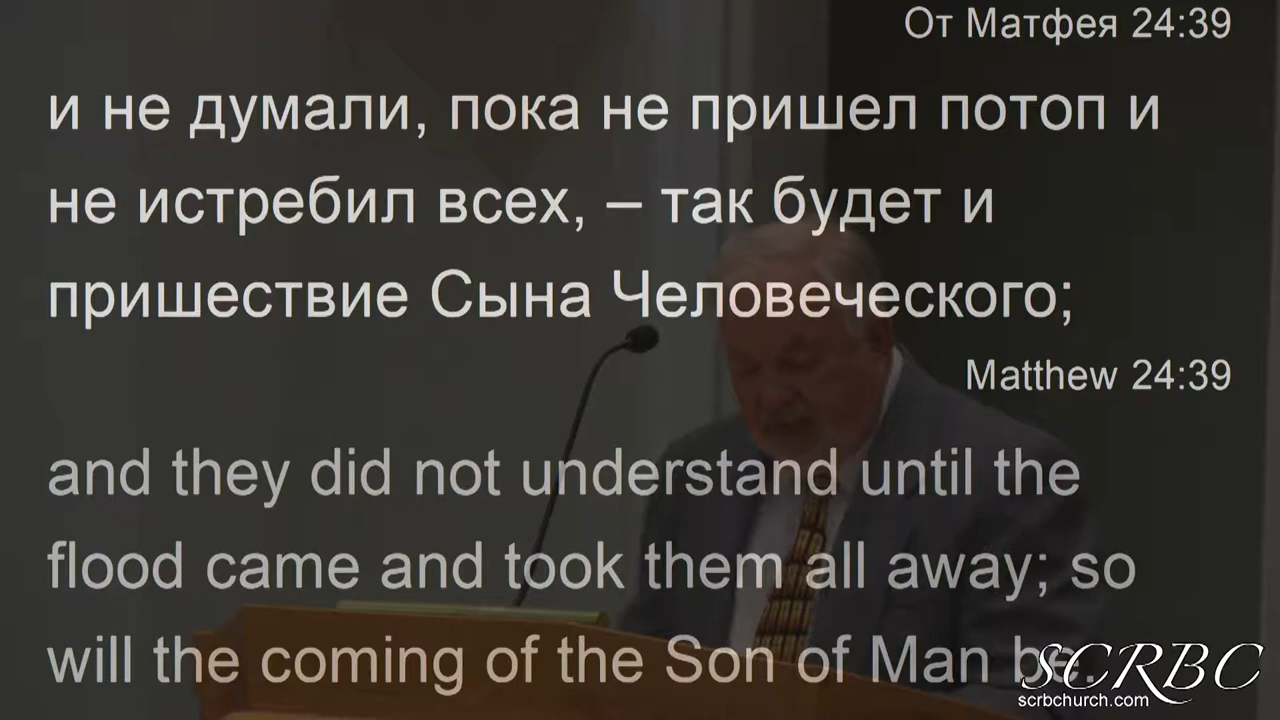 От Матфея 24:39
и не думали, пока не пришел потоп и
не истребил всех, – так будет и
пришествие Сына Человеческого;
Matthew 24:39
and they did not understand until the
flood came and took them all away; so
will the coming of the Son of Man be.
SCRBC
scrbchurch.com